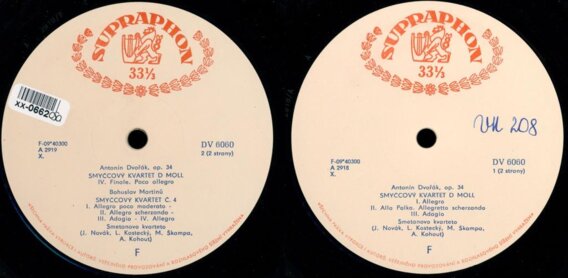 SUPRAPHON
33⅓
xx-066200
F-09*40300
A 2919
X.
DV 6060
2 (2 strany)
Antonín Dvořák, op. 34
SMYČCOVÝ KVARTET D MOLL
IV. Finale. Poco allegro
Bohuslav Martinů
SMYČCOVÝ KVARTET Č. 4
I. Allegro poco moderato -
II. Allegro scherzando -
III. Adagio - IV. Allegro
Smetanovo kvarteto
(J. Novák, L. Kostecký, M. Škampa,
A. Kohout)
F
SUPRAPHON
33⅓
VII 208
F-09*40300
A 2918
X.
DV 6060
1 (2 strany)
Antonín Dvořák, op. 34
SMYČCOVÝ KVARTET D MOLL
I. Allegro
II. Alla Polka. Allegretto scherzando
III. Adagio
Smetanovo kvarteto
(J. Novák, L. Kostecký, M. Škampa,
A. Kohout)
F